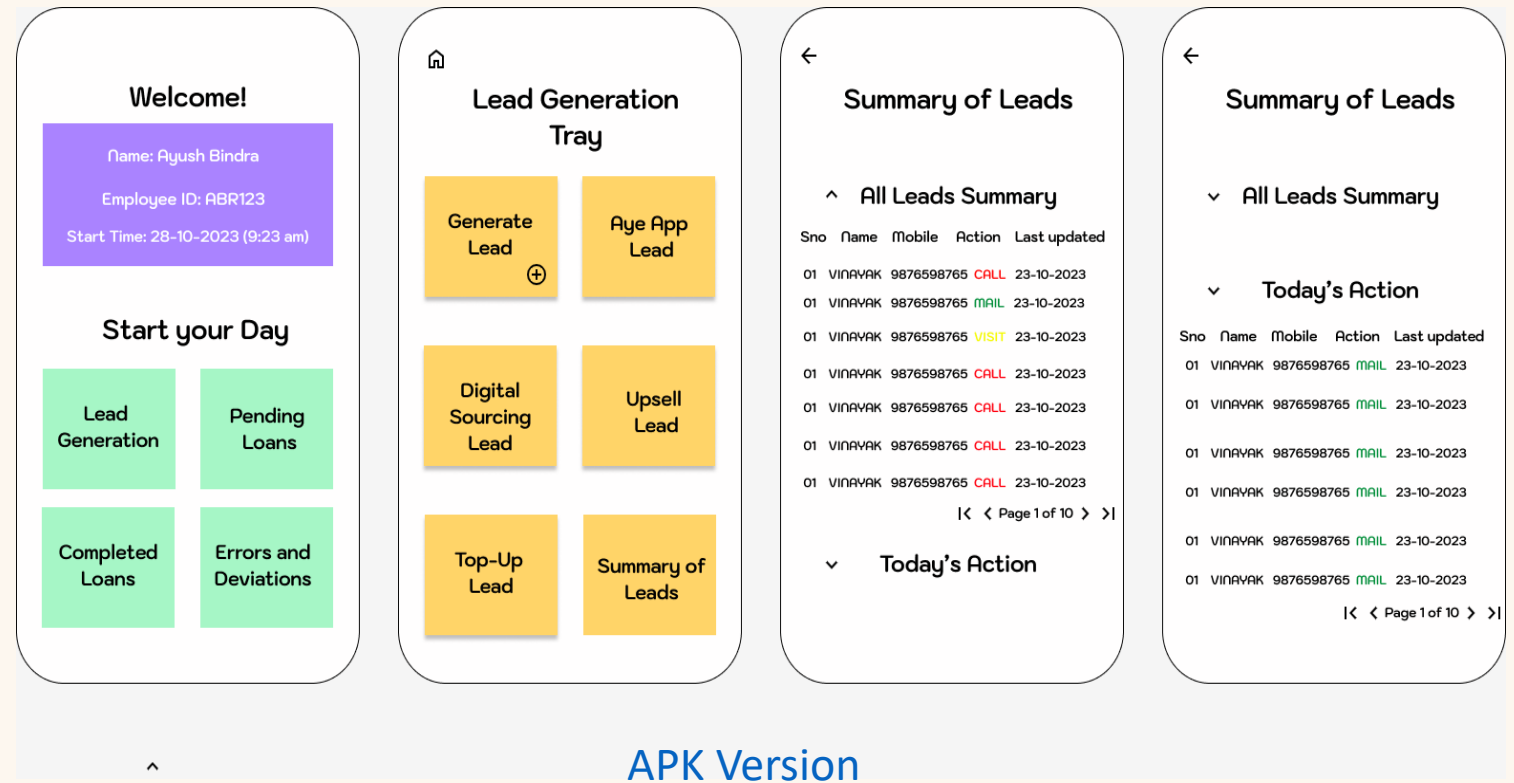 Welcome!
Name: Ayush Bindra
Employee ID: ABR123
Start Time: 28-10-2023 (9:23 am)
Start your Day
Lead
Generation
Pending
Loans
Completed
Loans
Errors and
Deviations
Lead Generation
Tray
Generate
Lead
Aye App
Lead
Digital
Sourcing
Lead
Upsell
Lead
Top-Up
Lead
Summary of
Leads
Summary of Leads
All Leads Summary
Sno Name Mobile Action Last updated
01 VINAYAK 9876598765 CALL 23-10-2023
01 VINAYAK 9876598765 MAIL 23-10-2023
01 VINAYAK 9876598765 VISIT 23-10-2023
01 VINAYAK 9876598765 CALL 23-10-2023
01 VINAYAK 9876598765 CALL 23-10-2023
01 VINAYAK 9876598765 CALL 23-10-2023
01 VINAYAK 9876598765 CALL 23-10-2023
Page 1 of 10
Today's Action
Summary of Leads
All Leads Summary
Today's Action
Sno Name Mobile Action Last updated
01 VINAYAK 9876598765 MAIL 23-10-2023
01 VINAYAK 9876598765 MAIL 23-10-2023
01 VINAYAK 9876598765 MAIL 23-10-2023
01 VINAYAK 9876598765 MAIL 23-10-2023
01 VINAYAK 9876598765 MAIL 23-10-2023
01 VINAYAK 9876598765 MAIL 23-10-2023
Page 1 of 10
APK Version